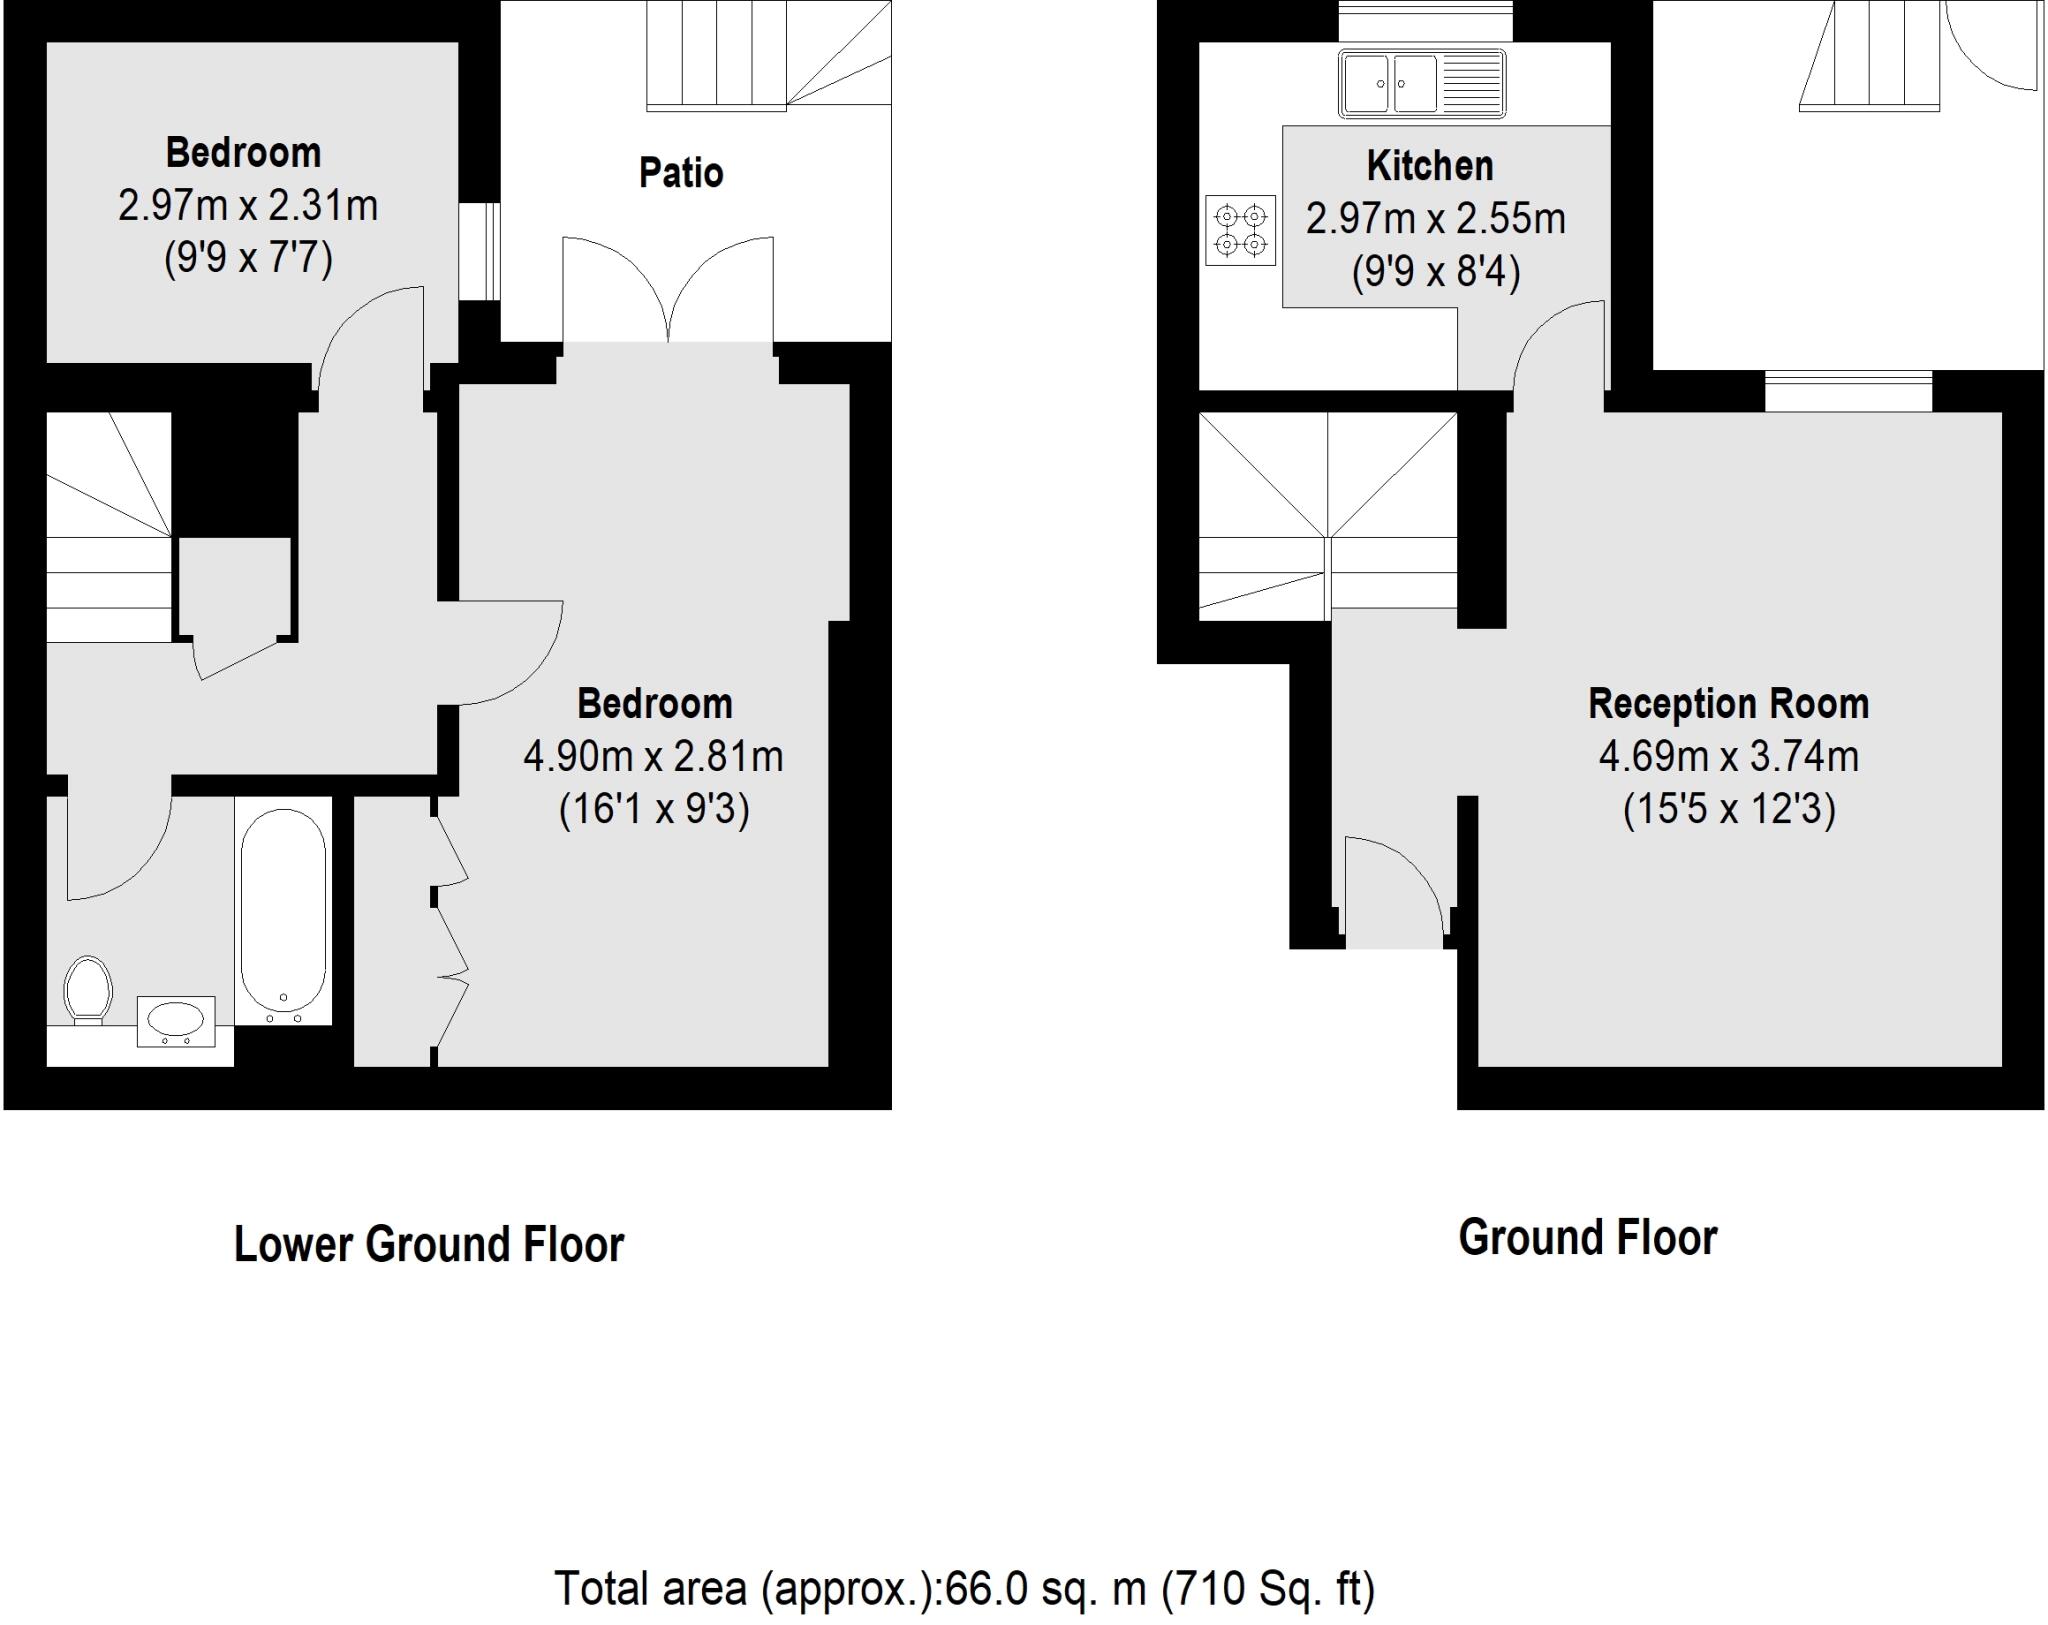 Bedroom
2.97m x 2.31m
(9'9 x 7'7)
Patio
Bedroom
4.90m x 2.81m
(16'1 x 9'3)
Lower Ground Floor
Kitchen
2.97m x 2.55m
(9'9 x 8'4)
Reception Room
4.69m x 3.74m
(15'5 x 12'3)
Ground Floor
Total area (approx.):66.0 sq. m (710 Sq. ft)